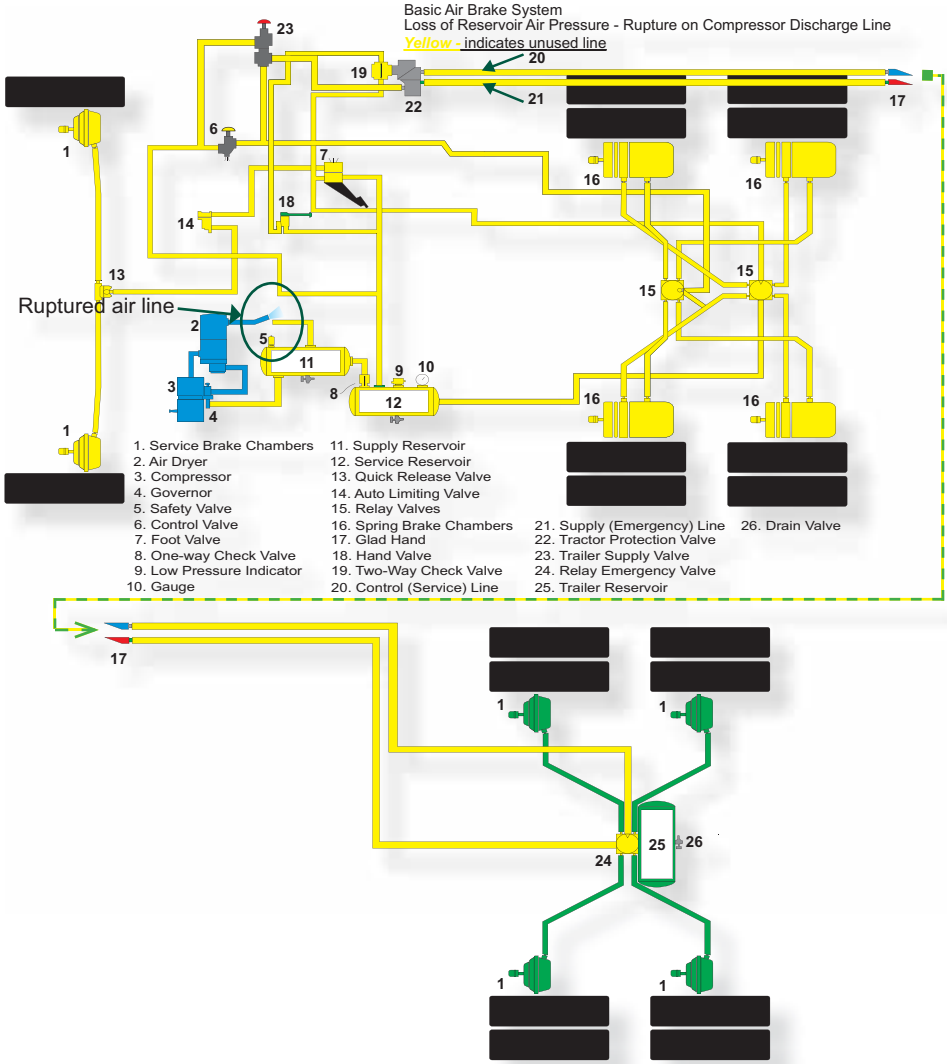 Basic Air Brake System
Loss of Reservoir Air Pressure - Rupture on Compressor Discharge Line
Yellow - indicates unused line
23
20
19
22
21
17
1
6
7
16
16
18
14
13
15
15
Ruptured air line
2
5
11
9
10
3
8
12
4
16
16
1
1. Service Brake Chambers
2. Air Dryer
3. Compressor
4. Governor
5. Safety Valve
6. Control Valve
7. Foot Valve
8. One-way Check Valve
9. Low Pressure Indicator
10. Gauge
11. Supply Reservoir
12. Service Reservoir
13. Quick Release Valve
14. Auto Limiting Valve
15. Relay Valves
16. Spring Brake Chambers
17. Glad Hand
18. Hand Valve
19. Two-Way Check Valve
20. Control (Service) Line
21. Supply (Emergency) Line
22. Tractor Protection Valve
23. Trailer Supply Valve
24. Relay Emergency Valve
25. Trailer Reservoir
26. Drain Valve
17
1
1
24
25
26
1
1